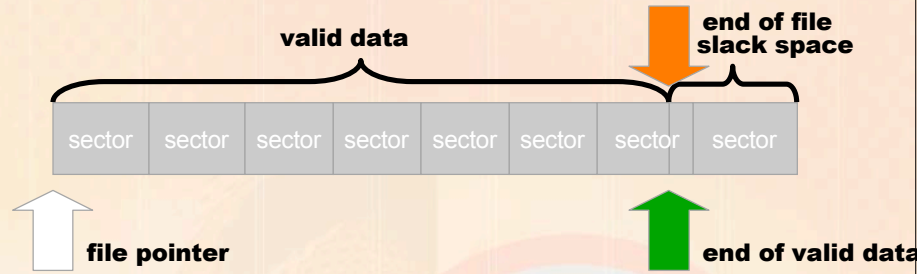 valid data
end of file
slack space
sector sector sector sector sector sector sector sector
file pointer
end of valid data